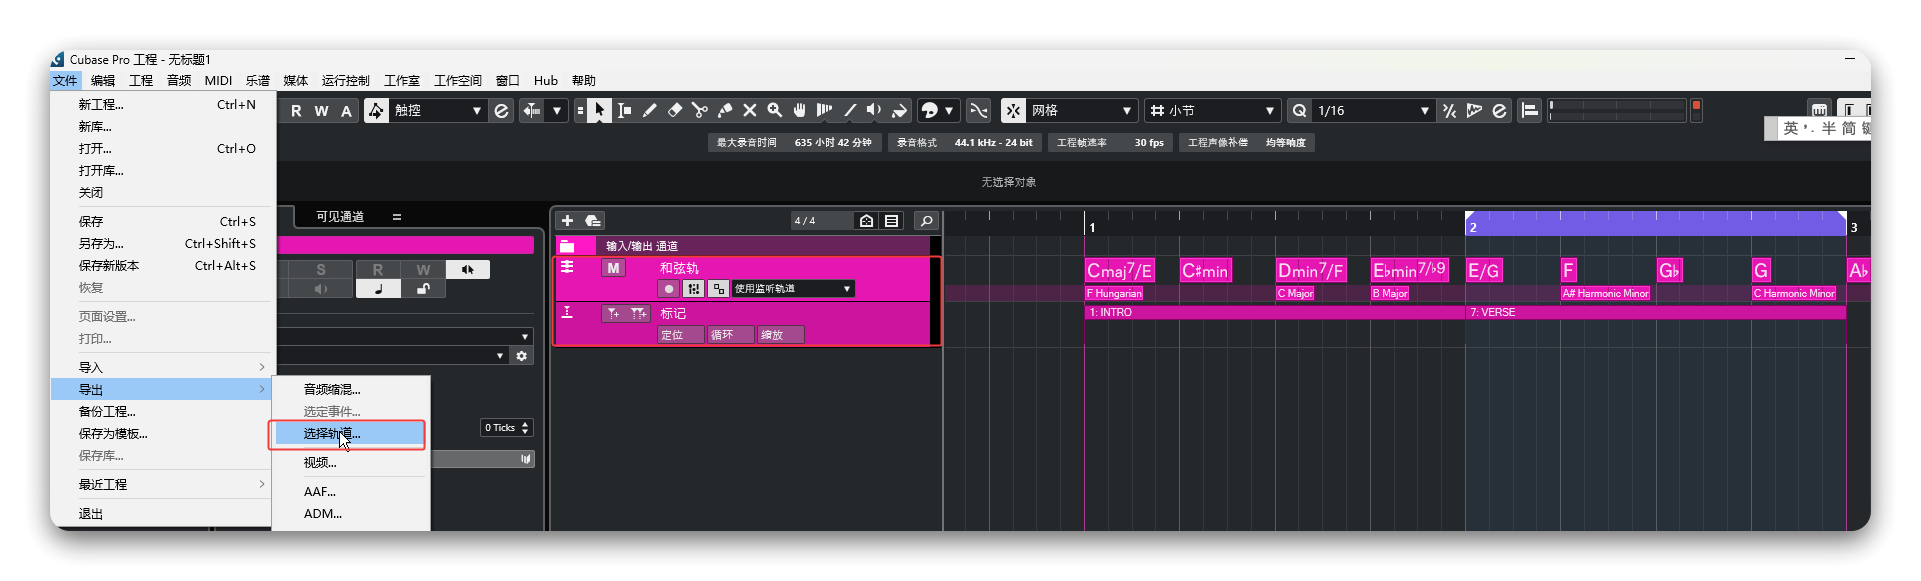 Cubase Pro 工程 - 无标题1
文件 编辑 工程 音频 MIDI 乐谱 媒体 运行控制 工作室 工作空间 窗口 Hub 帮助
新工程... Ctrl+N
新库...
打开... Ctrl+O
打开库...
关闭
保存 Ctrl+S
另存为... Ctrl+Shift+S
保存新版本 Ctrl+Alt+S
恢复
页面设置...
打印...
导入
导出
备份工程...
保存为模板...
保存库...
最近工程
退出
音频缩混...
选定事件...
选择轨道...
视频...
AAF...
ADM...
R W A 触控 网格 小节 Q 1/16
英 半 简
最大录音时间 635 小时 42 分钟 录音格式 44.1 kHz - 24 bit 工程帧速率 30 fps 工程声像补偿 均等响度
无选择对象
可见通道
S R W
0 Ticks
4 / 4
1 2 3
输入/输出 通道
M 和弦轨
使用监听轨道
标记
定位 循环 缩放
Cmaj7/E C♯min Dmin7/F E♭min7/♭9 E/G F G♭ G A♭
F Hungarian C Major B Major A# Harmonic Minor C Harmonic Minor
1: INTRO 7: VERSE